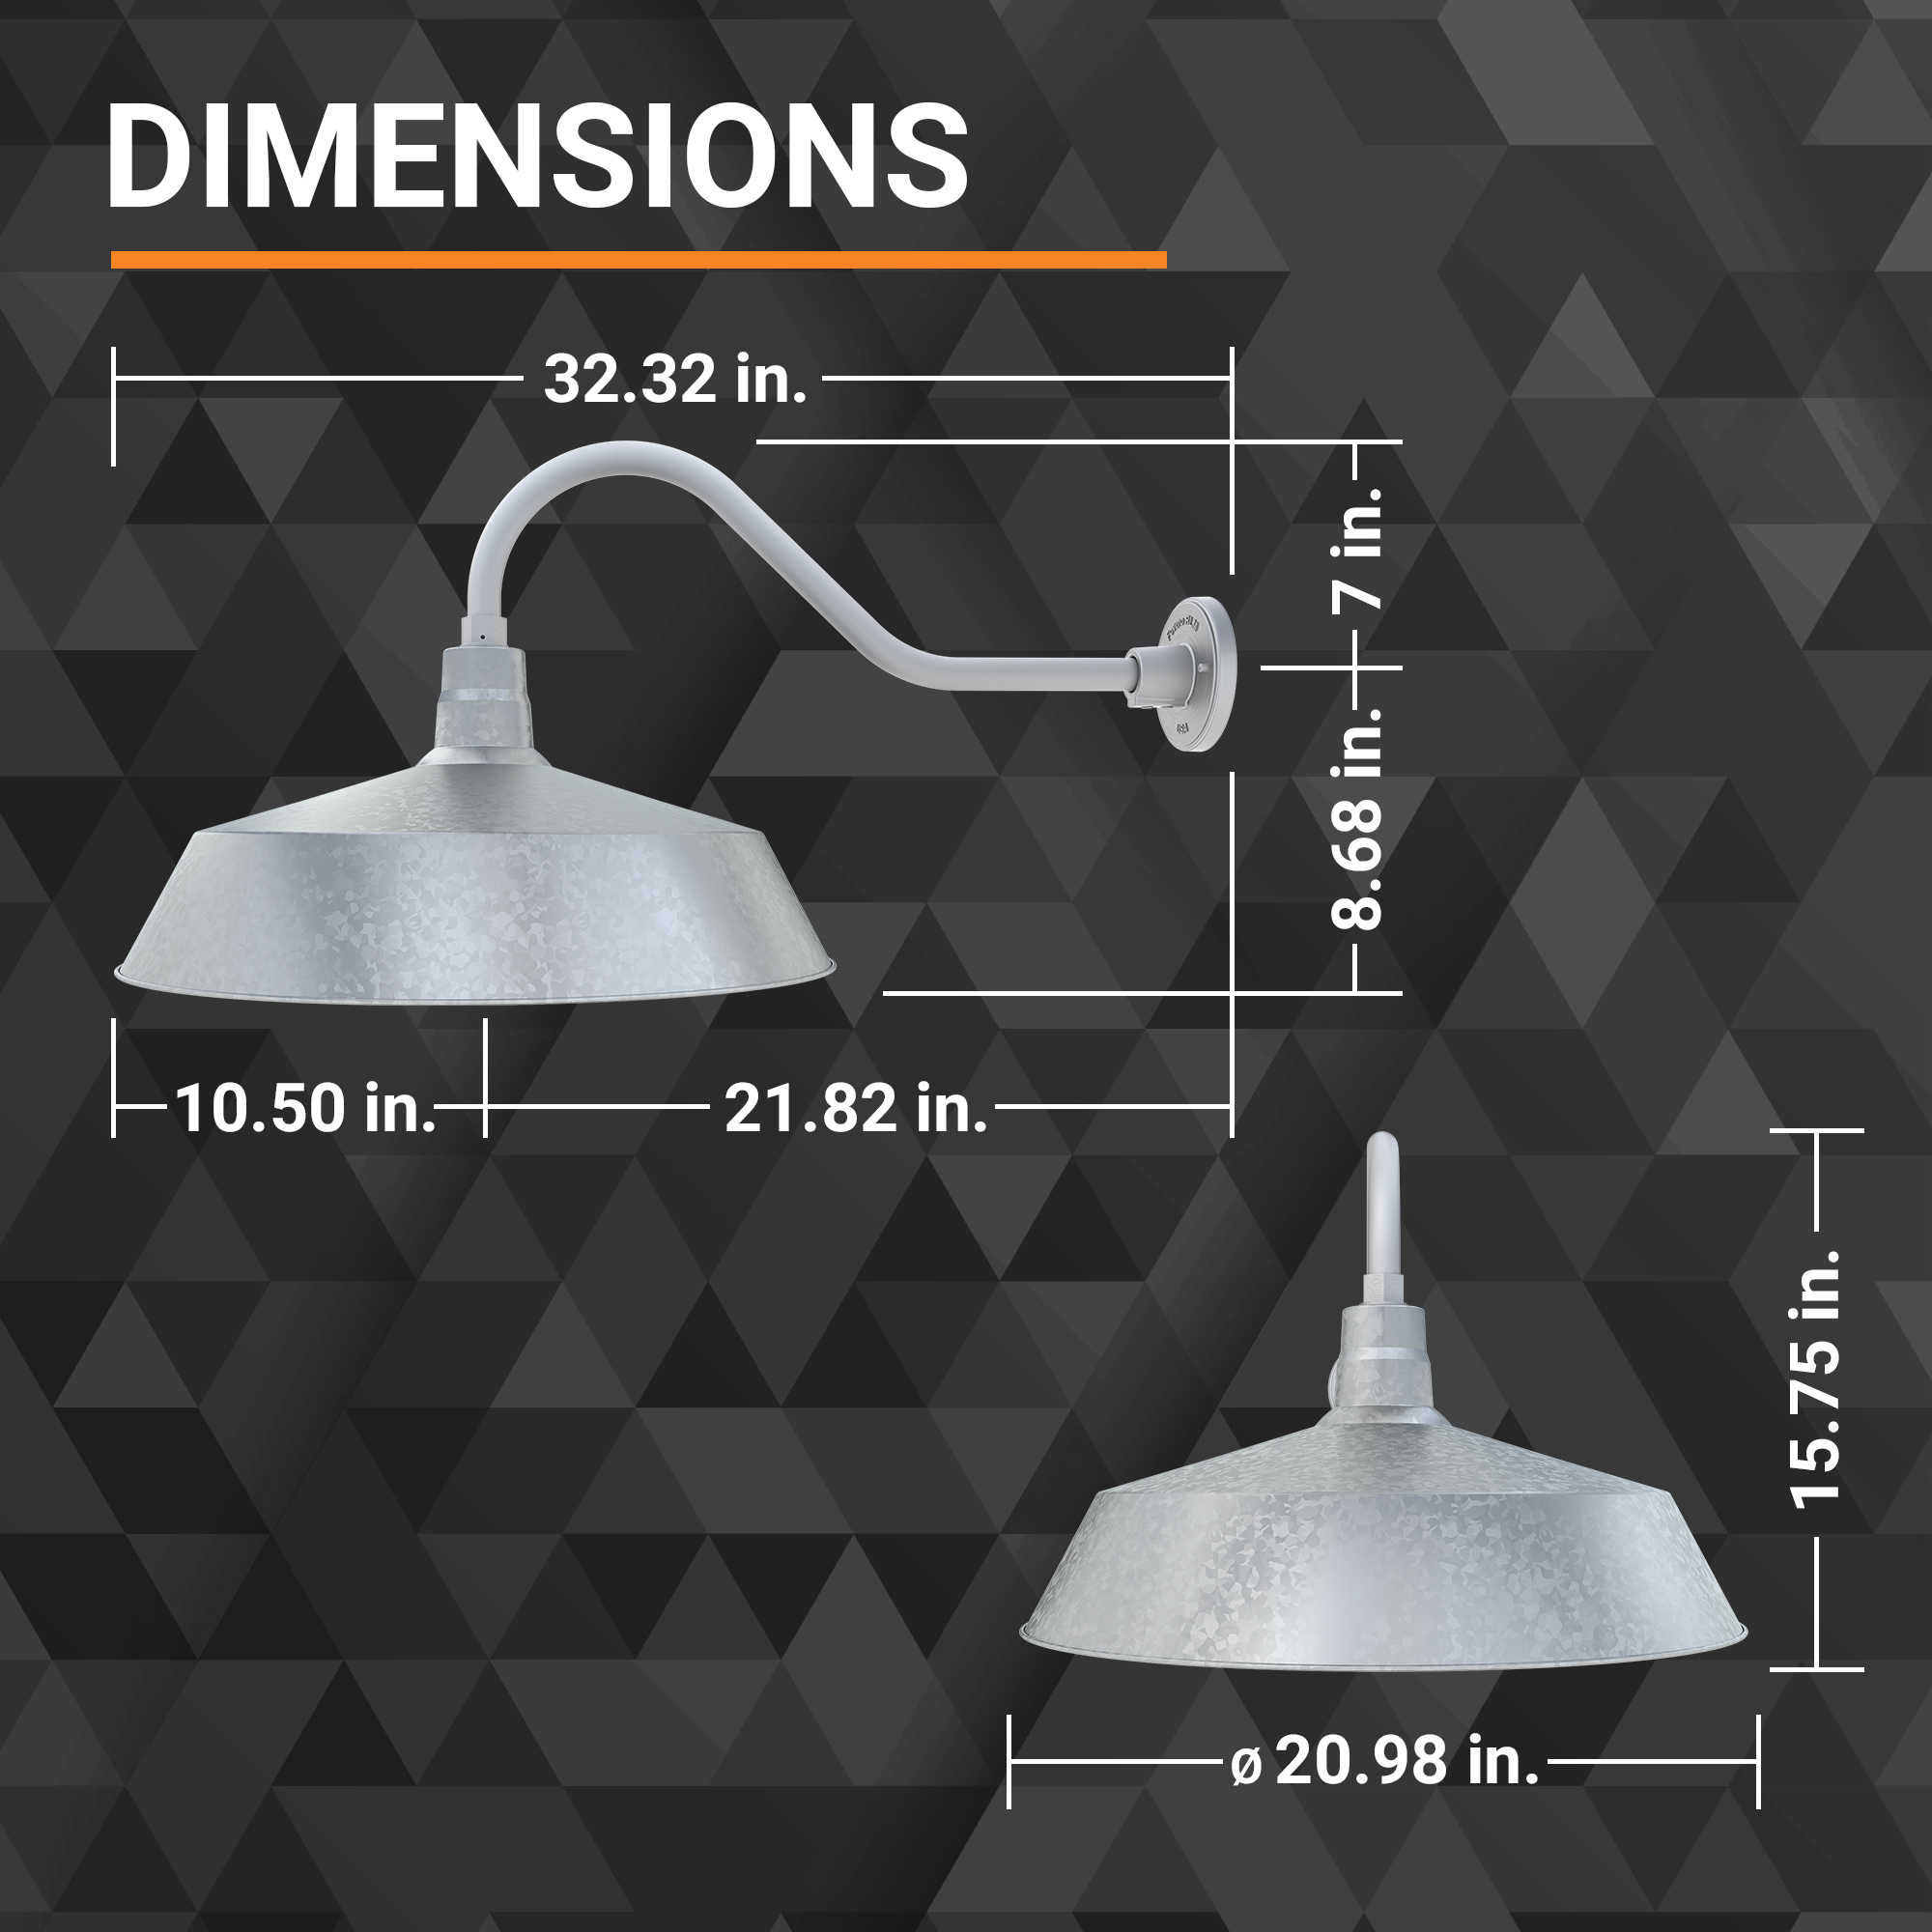 DIMENSIONS
32.32 in.
7 in.
8.68 in.
10.50 in.
21.82 in.
15.75 in.
ø 20.98 in.